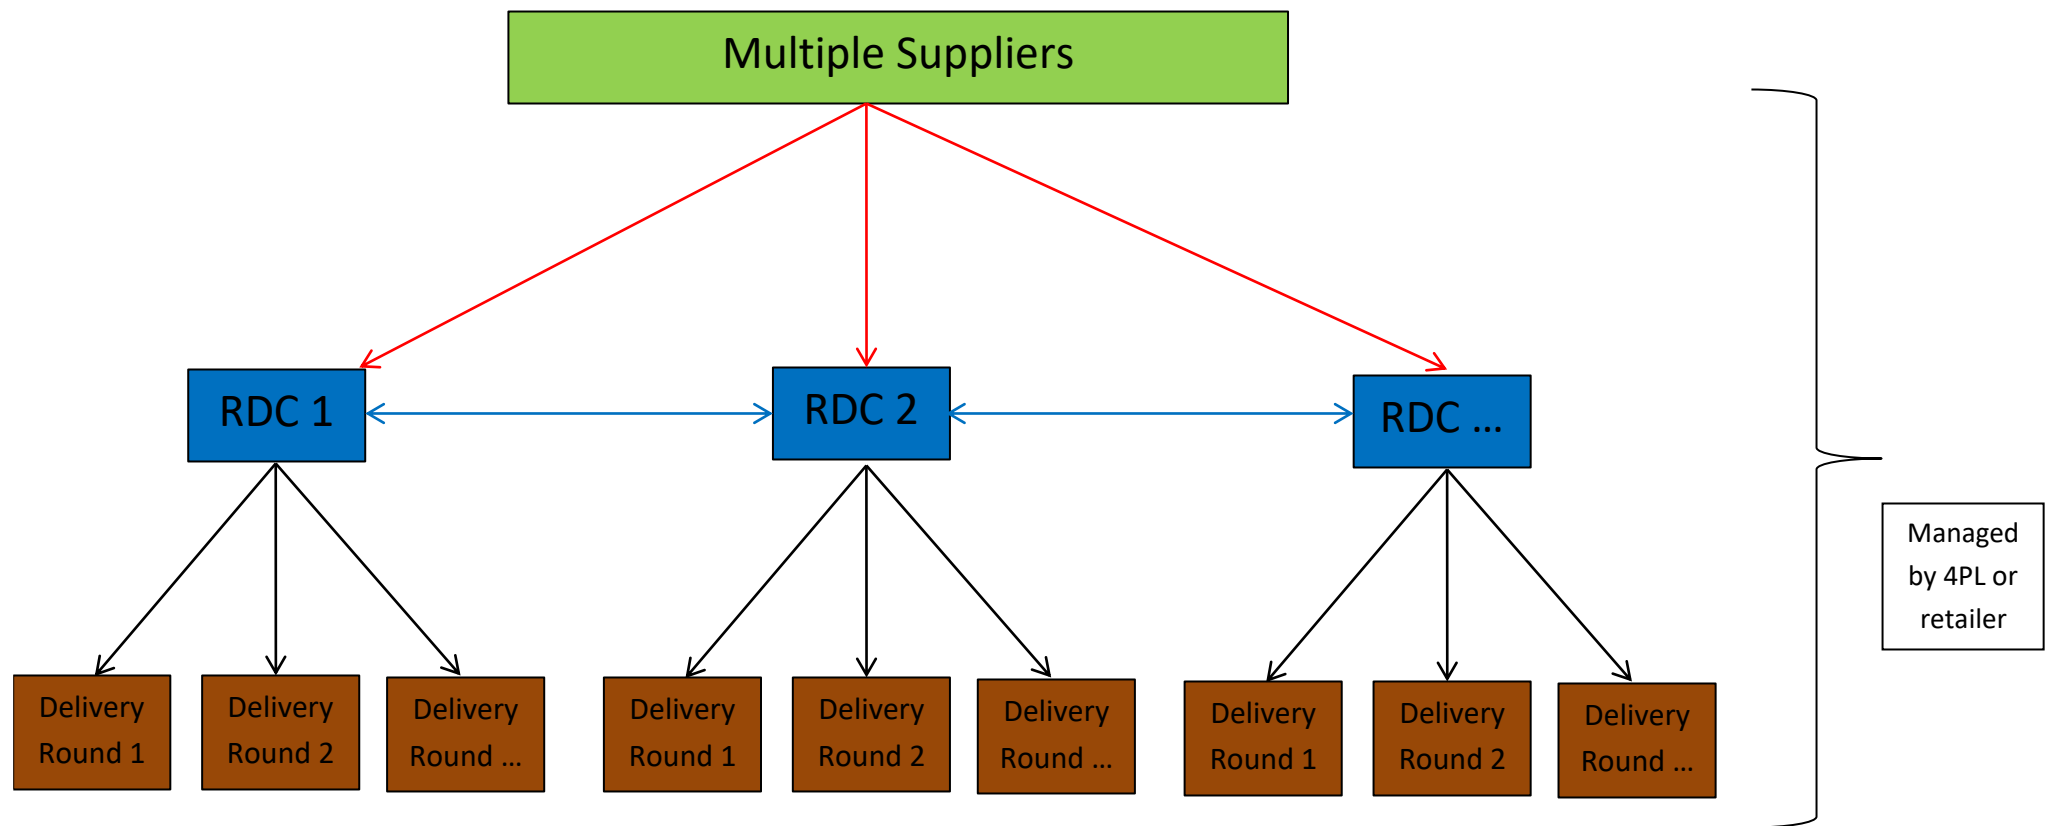 Multiple Suppliers
RDC 1
RDC 2
RDC ...
Managed
by 4PL or
retailer
Delivery
Round 1
Delivery
Round 2
Delivery
Round ...
Delivery
Round 1
Delivery
Round 2
Delivery
Round ...
Delivery
Round 1
Delivery
Round 2
Delivery
Round ...